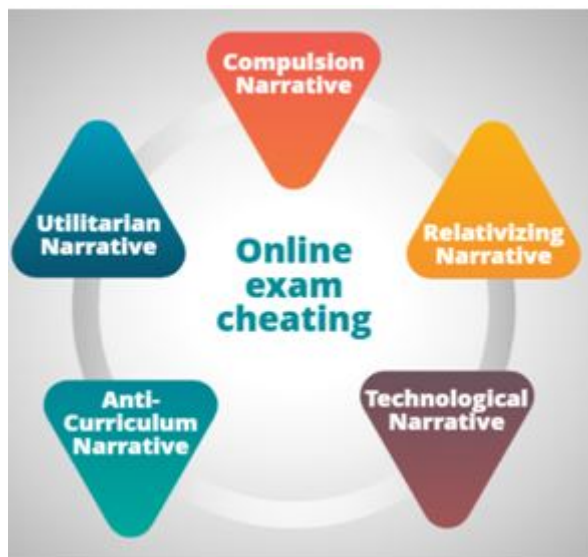 Compulsion
Narrative
Utilitarian
Narrative
Relativizing
Narrative
Online
exam
cheating
Anti-
Curriculum
Narrative
Technological
Narrative